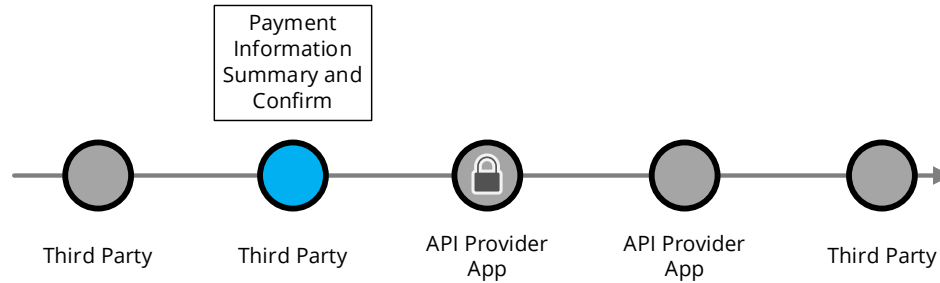 Payment
Information
Summary and
Confirm
Third Party
Third Party
API Provider
App
API Provider
App
Third Party